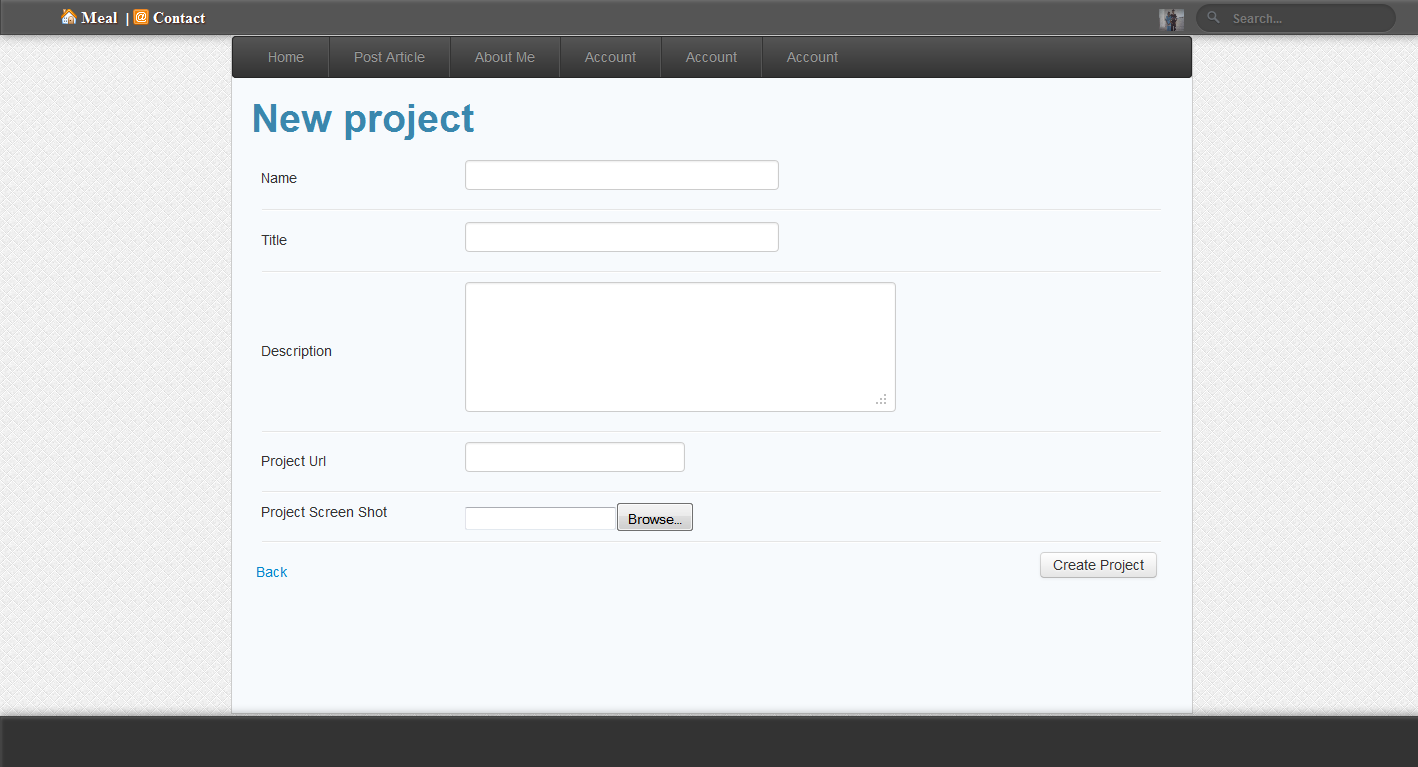 Meal | @ Contact
Search...
Home Post Article About Me Account Account Account
New project
Name
Title
Description
Project Url
Project Screen Shot
Browse...
Back
Create Project